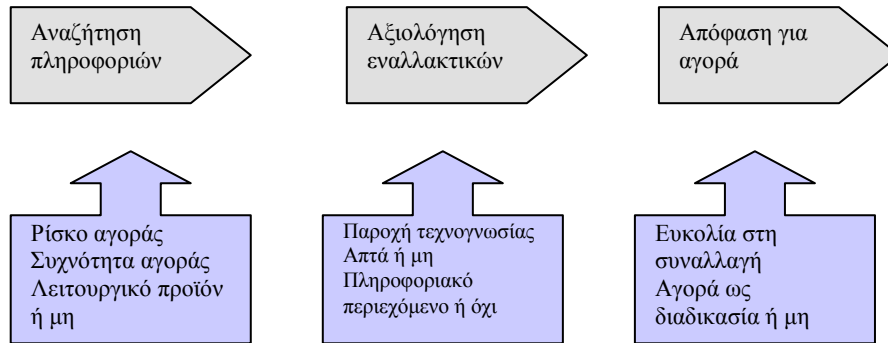 Αναζήτηση
πληροφοριών
Αξιολόγηση
εναλλακτικών
Απόφαση για
αγορά
Ρίσκο αγοράς
Συχνότητα αγοράς
Λειτουργικό προϊόν
ή μη
Παροχή τεχνογνωσίας
Απτά ή μη
Πληροφοριακό
περιεχόμενο ή όχι
Ευκολία στη
συναλλαγή
Αγορά ως
διαδικασία ή μη